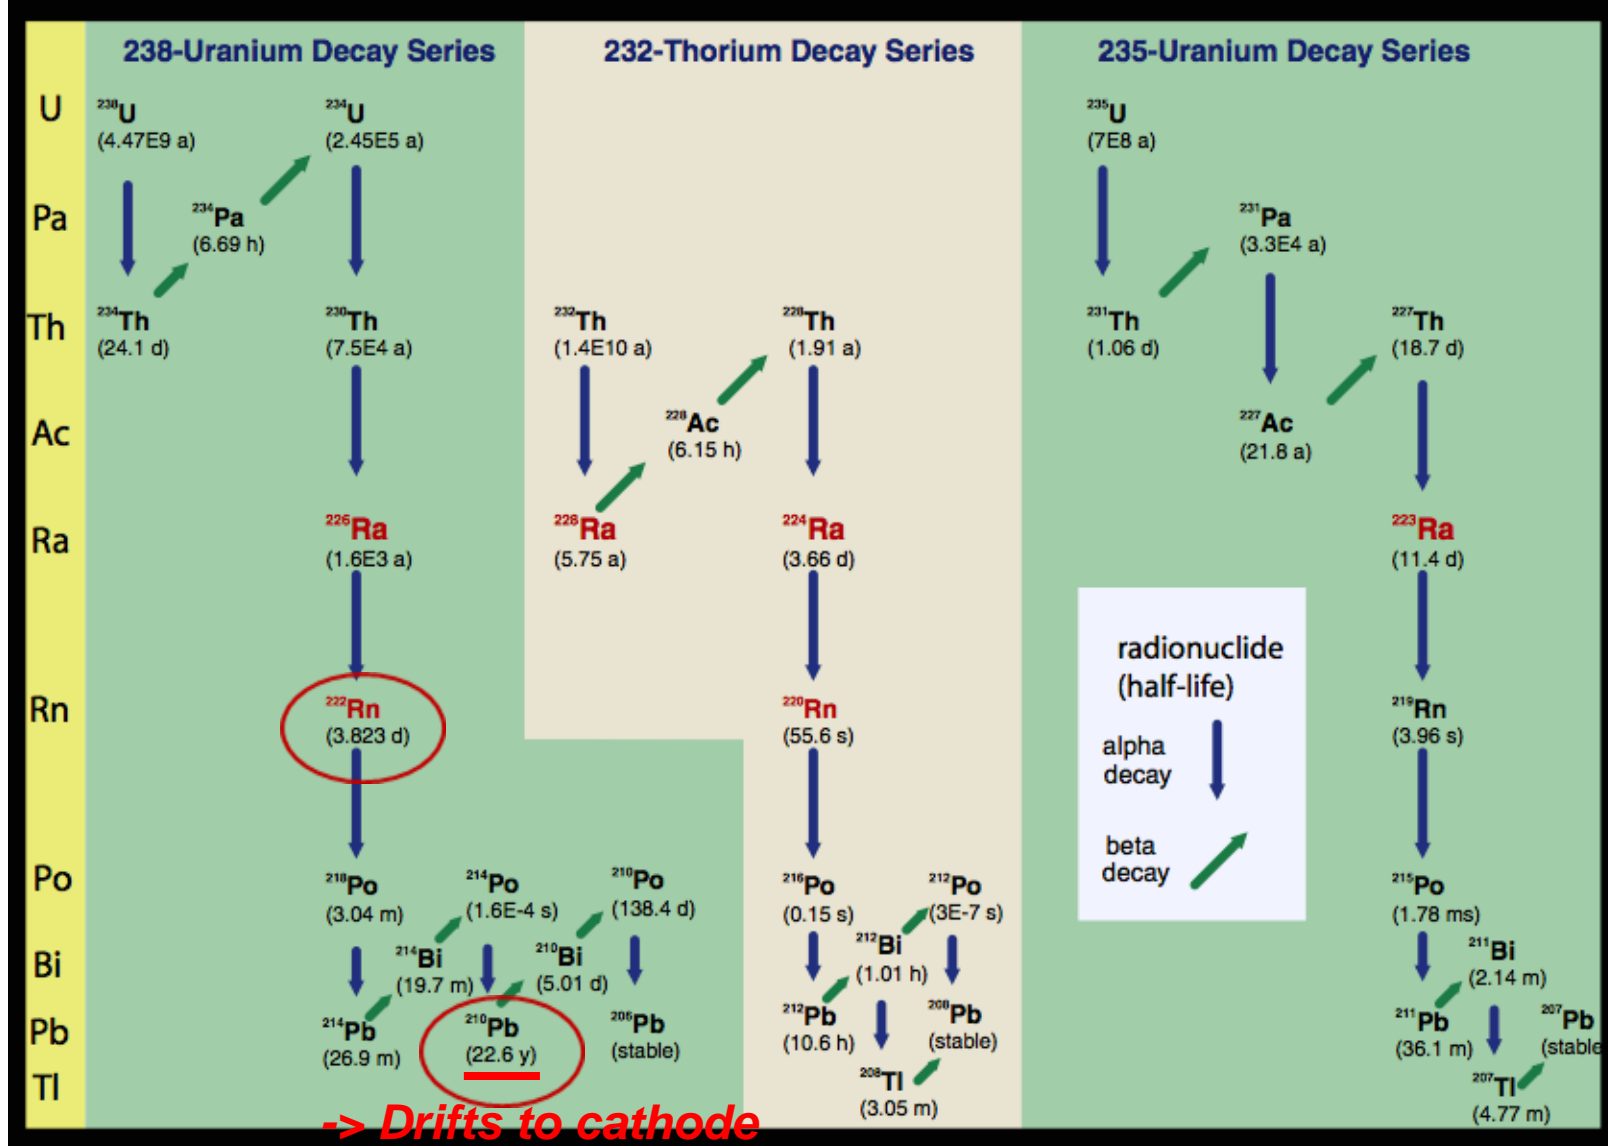 238-Uranium Decay Series
232-Thorium Decay Series
235-Uranium Decay Series
U
Pa
Th
Ac
Ra
Rn
Po
Bi
Pb
Tl
238U
(4.47E9 a)
234U
(2.45E5 a)
234Pa
(6.69 h)
234Th
(24.1 d)
230Th
(7.5E4 a)
226Ra
(1.6E3 a)
222Rn
(3.823 d)
218Po
(3.04 m)
214Po
(1.6E-4 s)
210Po
(138.4 d)
214Bi
(19.7 m)
210Bi
(5.01 d)
214Pb
(26.9 m)
210Pb
(22.6 y)
206Pb
(stable)
-> Drifts to cathode
232Th
(1.4E10 a)
228Th
(1.91 a)
228Ac
(6.15 h)
228Ra
(5.75 a)
224Ra
(3.66 d)
220Rn
(55.6 s)
216Po
(0.15 s)
212Po
(3E-7 s)
212Bi
(1.01 h)
212Pb
(10.6 h)
208Pb
(stable)
208Tl
(3.05 m)
235U
(7E8 a)
231Pa
(3.3E4 a)
231Th
(1.06 d)
227Th
(18.7 d)
227Ac
(21.8 a)
223Ra
(11.4 d)
219Rn
(3.96 s)
215Po
(1.78 ms)
211Bi
(2.14 m)
211Pb
(36.1 m)
207Pb
(stable
207Tl
(4.77 m)
radionuclide
(half-life)
alpha
decay
beta
decay